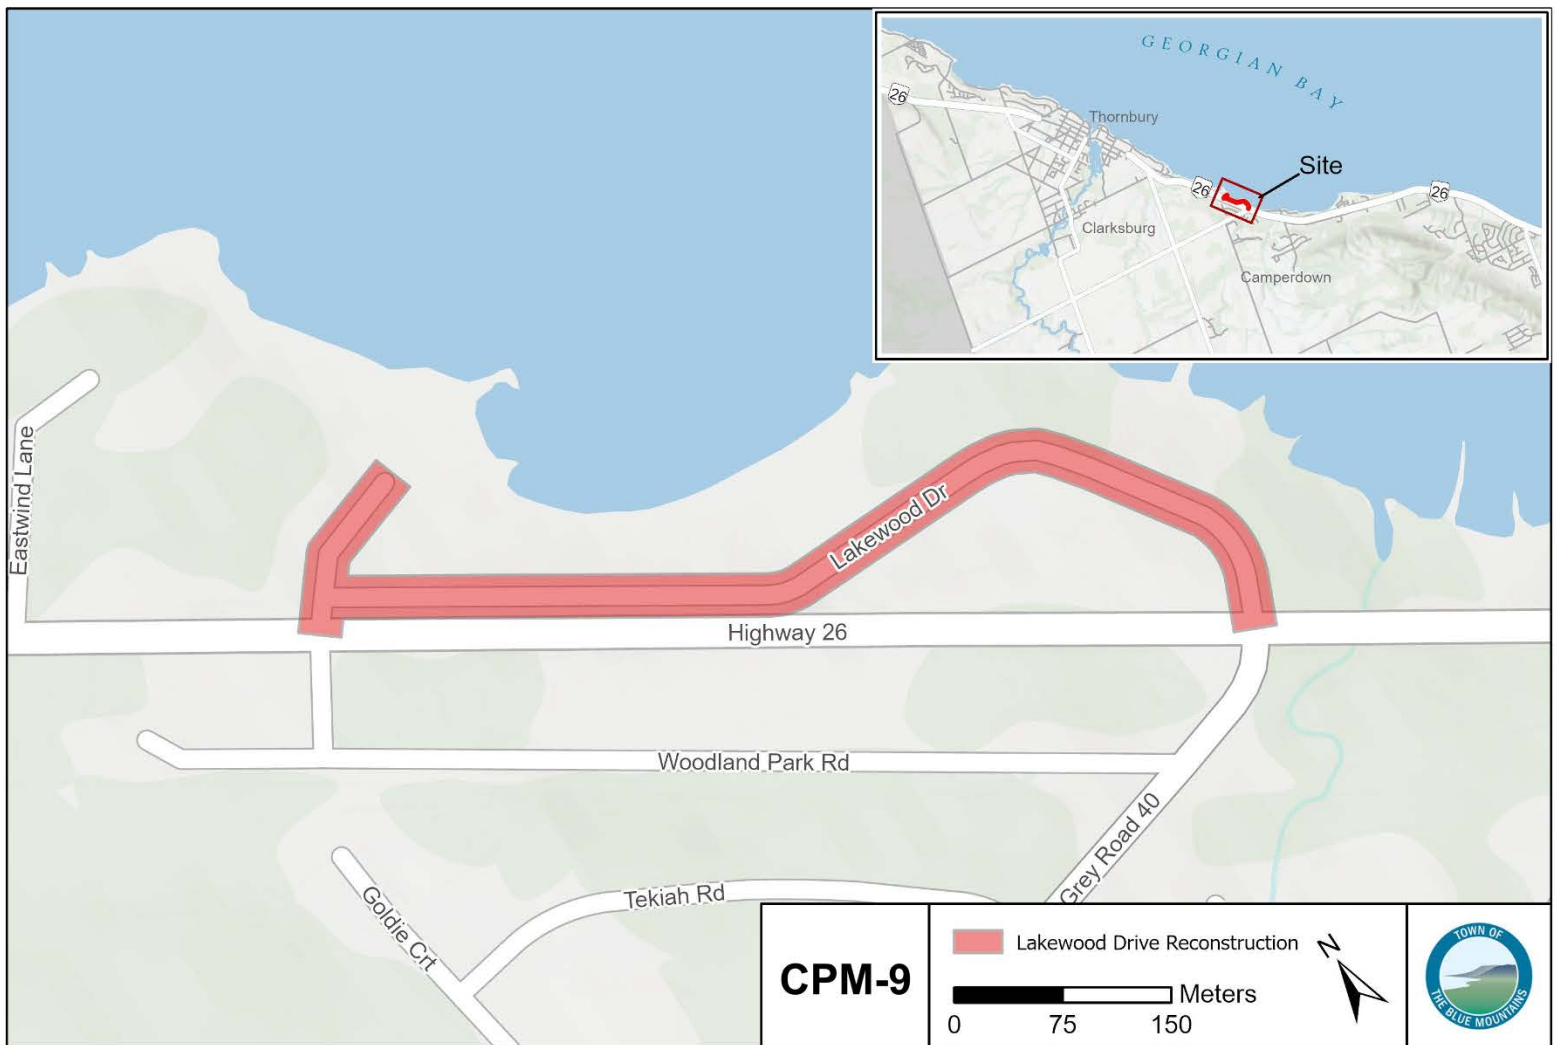 GEORGIAN BAY
26
Thornbury
Site
26
26
Clarksburg
Camperdown
Eastwind Lane
Lakewood Dr
Highway 26
Woodland Park Rd
Grey Road 40
Tekiah Rd
Goldie Crt
CPM-9
Lakewood Drive Reconstruction
N
Meters
0 75 150
TOWN OF
THE BLUE MOUNTAINS